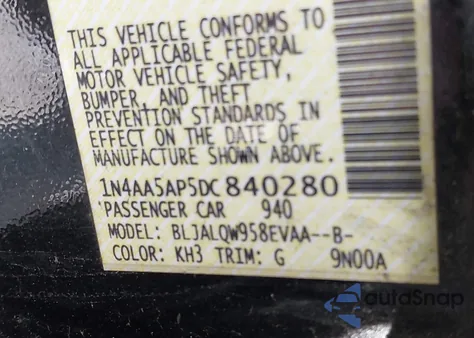 THIS VEHICLE CONFORMS TO
ALL APPLICABLE FEDERAL
MOTOR VEHICLE SAFETY,
BUMPER, AND THEFT
PREVENTION STANDARDS IN
EFFECT ON THE DATE OF
MANUFACTURE SHOWN ABOVE.
1N4AA5AP5DC840280
PASSENGER CAR 940
MODEL: BLJALQW958EVAA--B-
COLOR: KH3 TRIM: G 9N00A
autoSnap